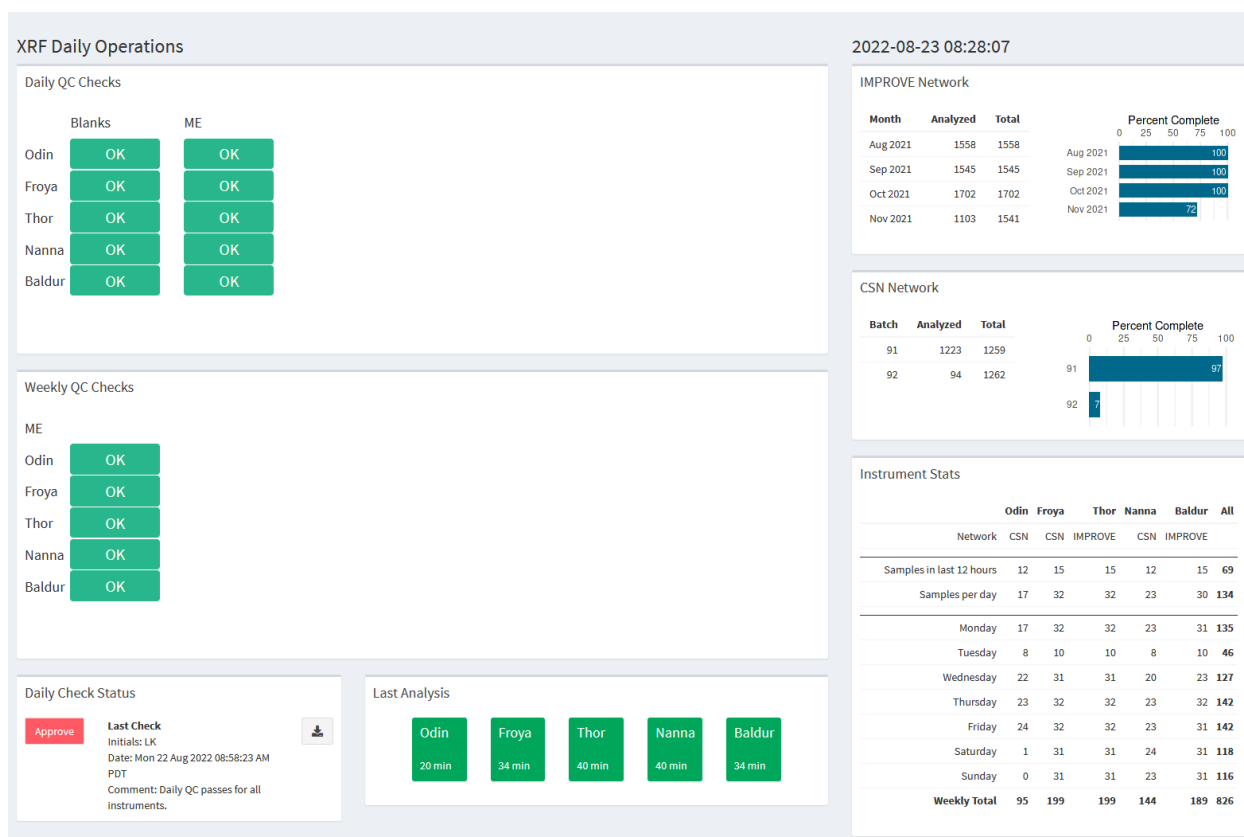 XRF Daily Operations
2022-08-23 08:28:07
Daily QC Checks
Blanks ME
Odin OK OK
Froya OK OK
Thor OK OK
Nanna OK OK
Baldur OK OK
Weekly QC Checks
ME
Odin OK
Froya OK
Thor OK
Nanna OK
Baldur OK
Daily Check Status
Approve
Last Check
Initials: LK
Date: Mon 22 Aug 2022 08:58:23 AM
PDT
Comment: Daily QC passes for all
instruments.
Last Analysis
Odin Froya Thor Nanna Baldur
20 min 34 min 40 min 40 min 34 min
IMPROVE Network
Month Analyzed Total
Aug 2021 1558 1558
Sep 2021 1545 1545
Oct 2021 1702 1702
Nov 2021 1103 1541
Percent Complete
0 25 50 75 100
Aug 2021 100
Sep 2021 100
Oct 2021 100
Nov 2021 72
CSN Network
Batch Analyzed Total
91 1223 1259
92 94 1262
Percent Complete
0 25 50 75 100
91 97
92 7
Instrument Stats
Odin Froya Thor Nanna Baldur All
Network CSN CSN IMPROVE CSN IMPROVE
Samples in last 12 hours 12 15 15 12 15 69
Samples per day 17 32 32 23 30 134
Monday 17 32 32 23 31 135
Tuesday 8 10 10 8 10 46
Wednesday 22 31 31 20 23 127
Thursday 23 32 32 23 32 142
Friday 24 32 32 23 31 142
Saturday 1 31 31 24 31 118
Sunday 0 31 31 23 31 116
Weekly Total 95 199 199 144 189 826